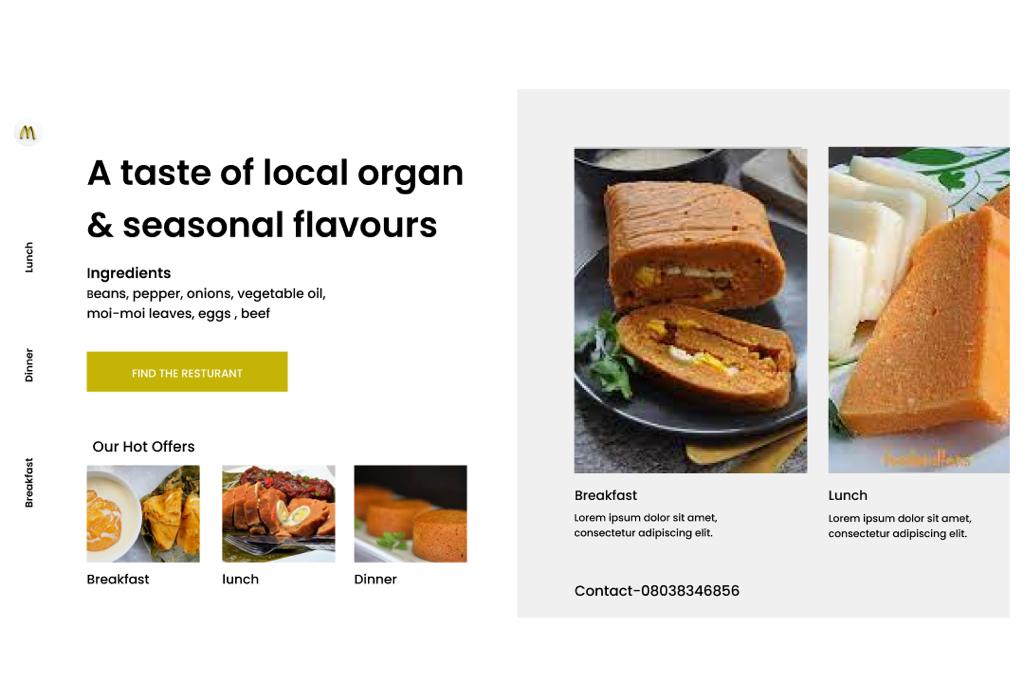 A taste of local organ
& seasonal flavours
Ingredients
Beans, pepper, onions, vegetable oil,
moi-moi leaves, eggs , beef
FIND THE RESTURANT
Our Hot Offers
Breakfast
lunch
Dinner
Lunch
Dinner
Breakfast
Breakfast
Lorem ipsum dolor sit amet,
consectetur adipiscing elit.
Lunch
Lorem ipsum dolor sit amet,
consectetur adipiscing elit.
Contact-08038346856